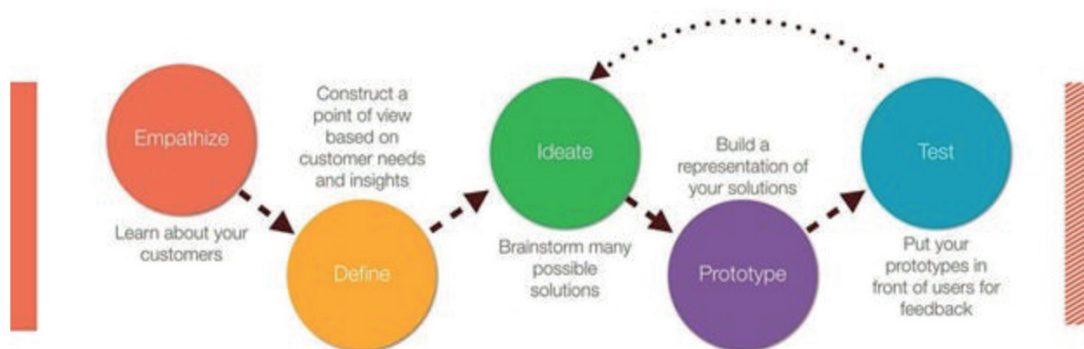 Empathize
Learn about your
customers
Construct a
point of view
based on
customer needs
and insights
Define
Ideate
Brainstorm many
possible
solutions
Build a
representation of
your solutions
Prototype
Test
Put your
prototypes in
front of users for
feedback